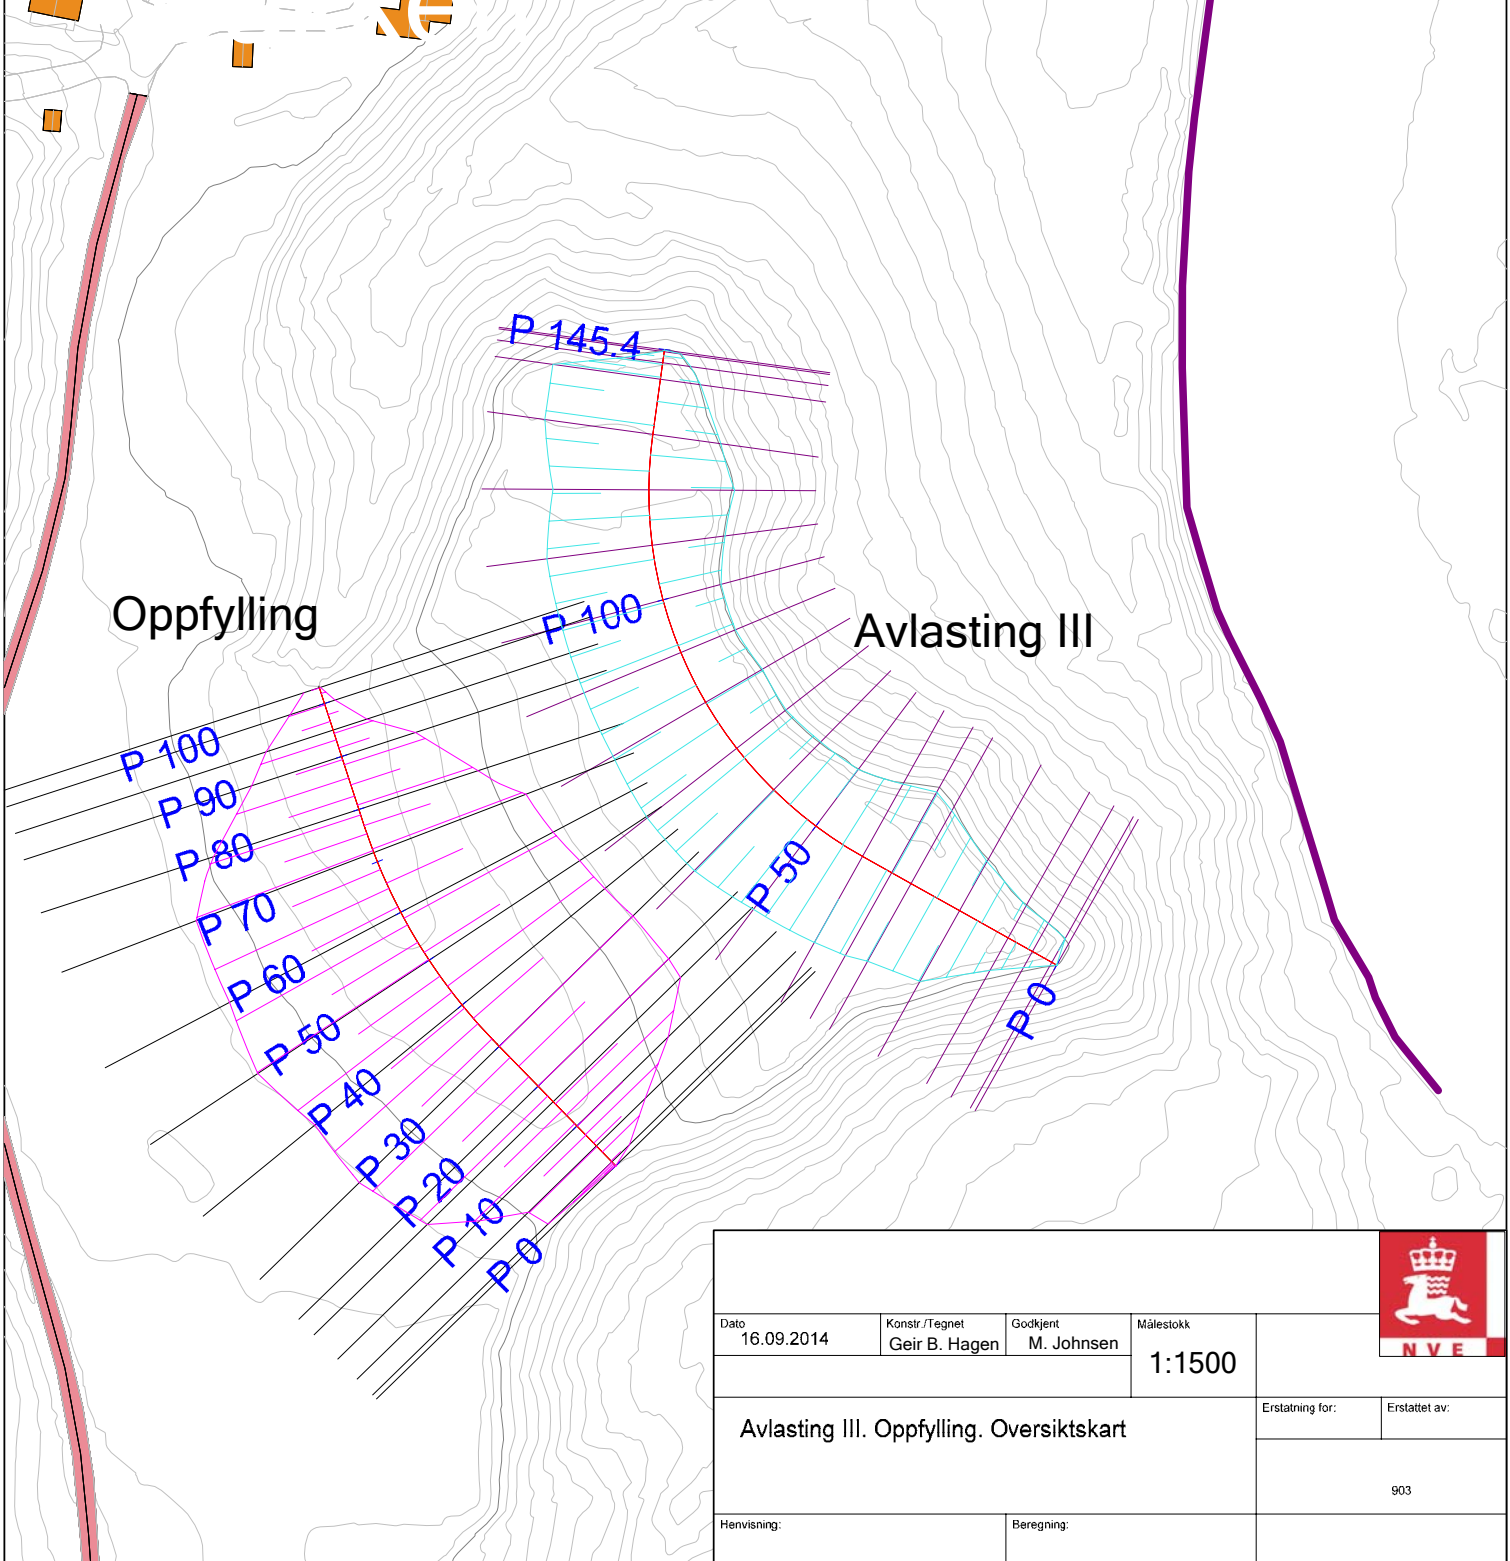 P 145.4
P 100
Oppfylling
Avlasting III
P 100
P 90
P 80
P 70
P 60
P 50
P 40
P 30
P 20
P 10
P 0
P 50
P 0
NVE
Dato
16.09.2014
Konstr./Tegnet
Geir B. Hagen
Godkjent
M. Johnsen
Målestokk
1:1500
Avlasting III. Oppfylling. Oversiktskart
Erstatning for:
Erstattet av:
903
Henvisning:
Beregning: